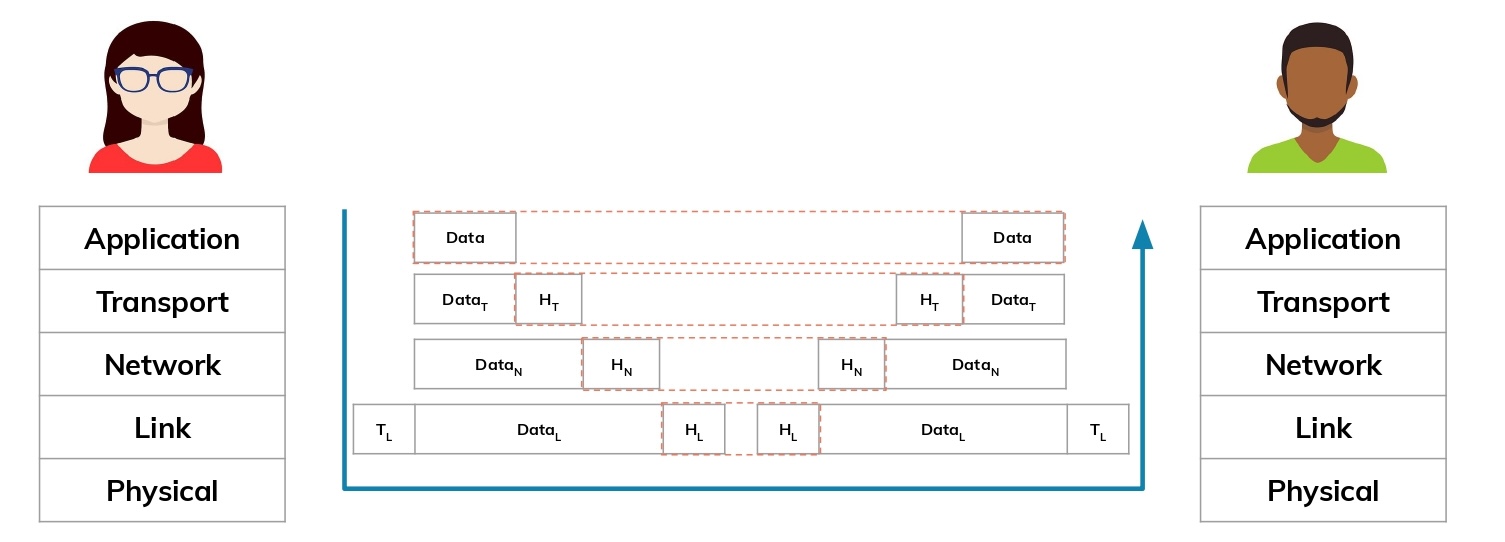 Application
Transport
Network
Link
Physical
Data Data
Data_T H_T H_T Data_T
Data_N H_N H_N Data_N
T_L Data_L H_L H_L Data_L T_L
Application
Transport
Network
Link
Physical